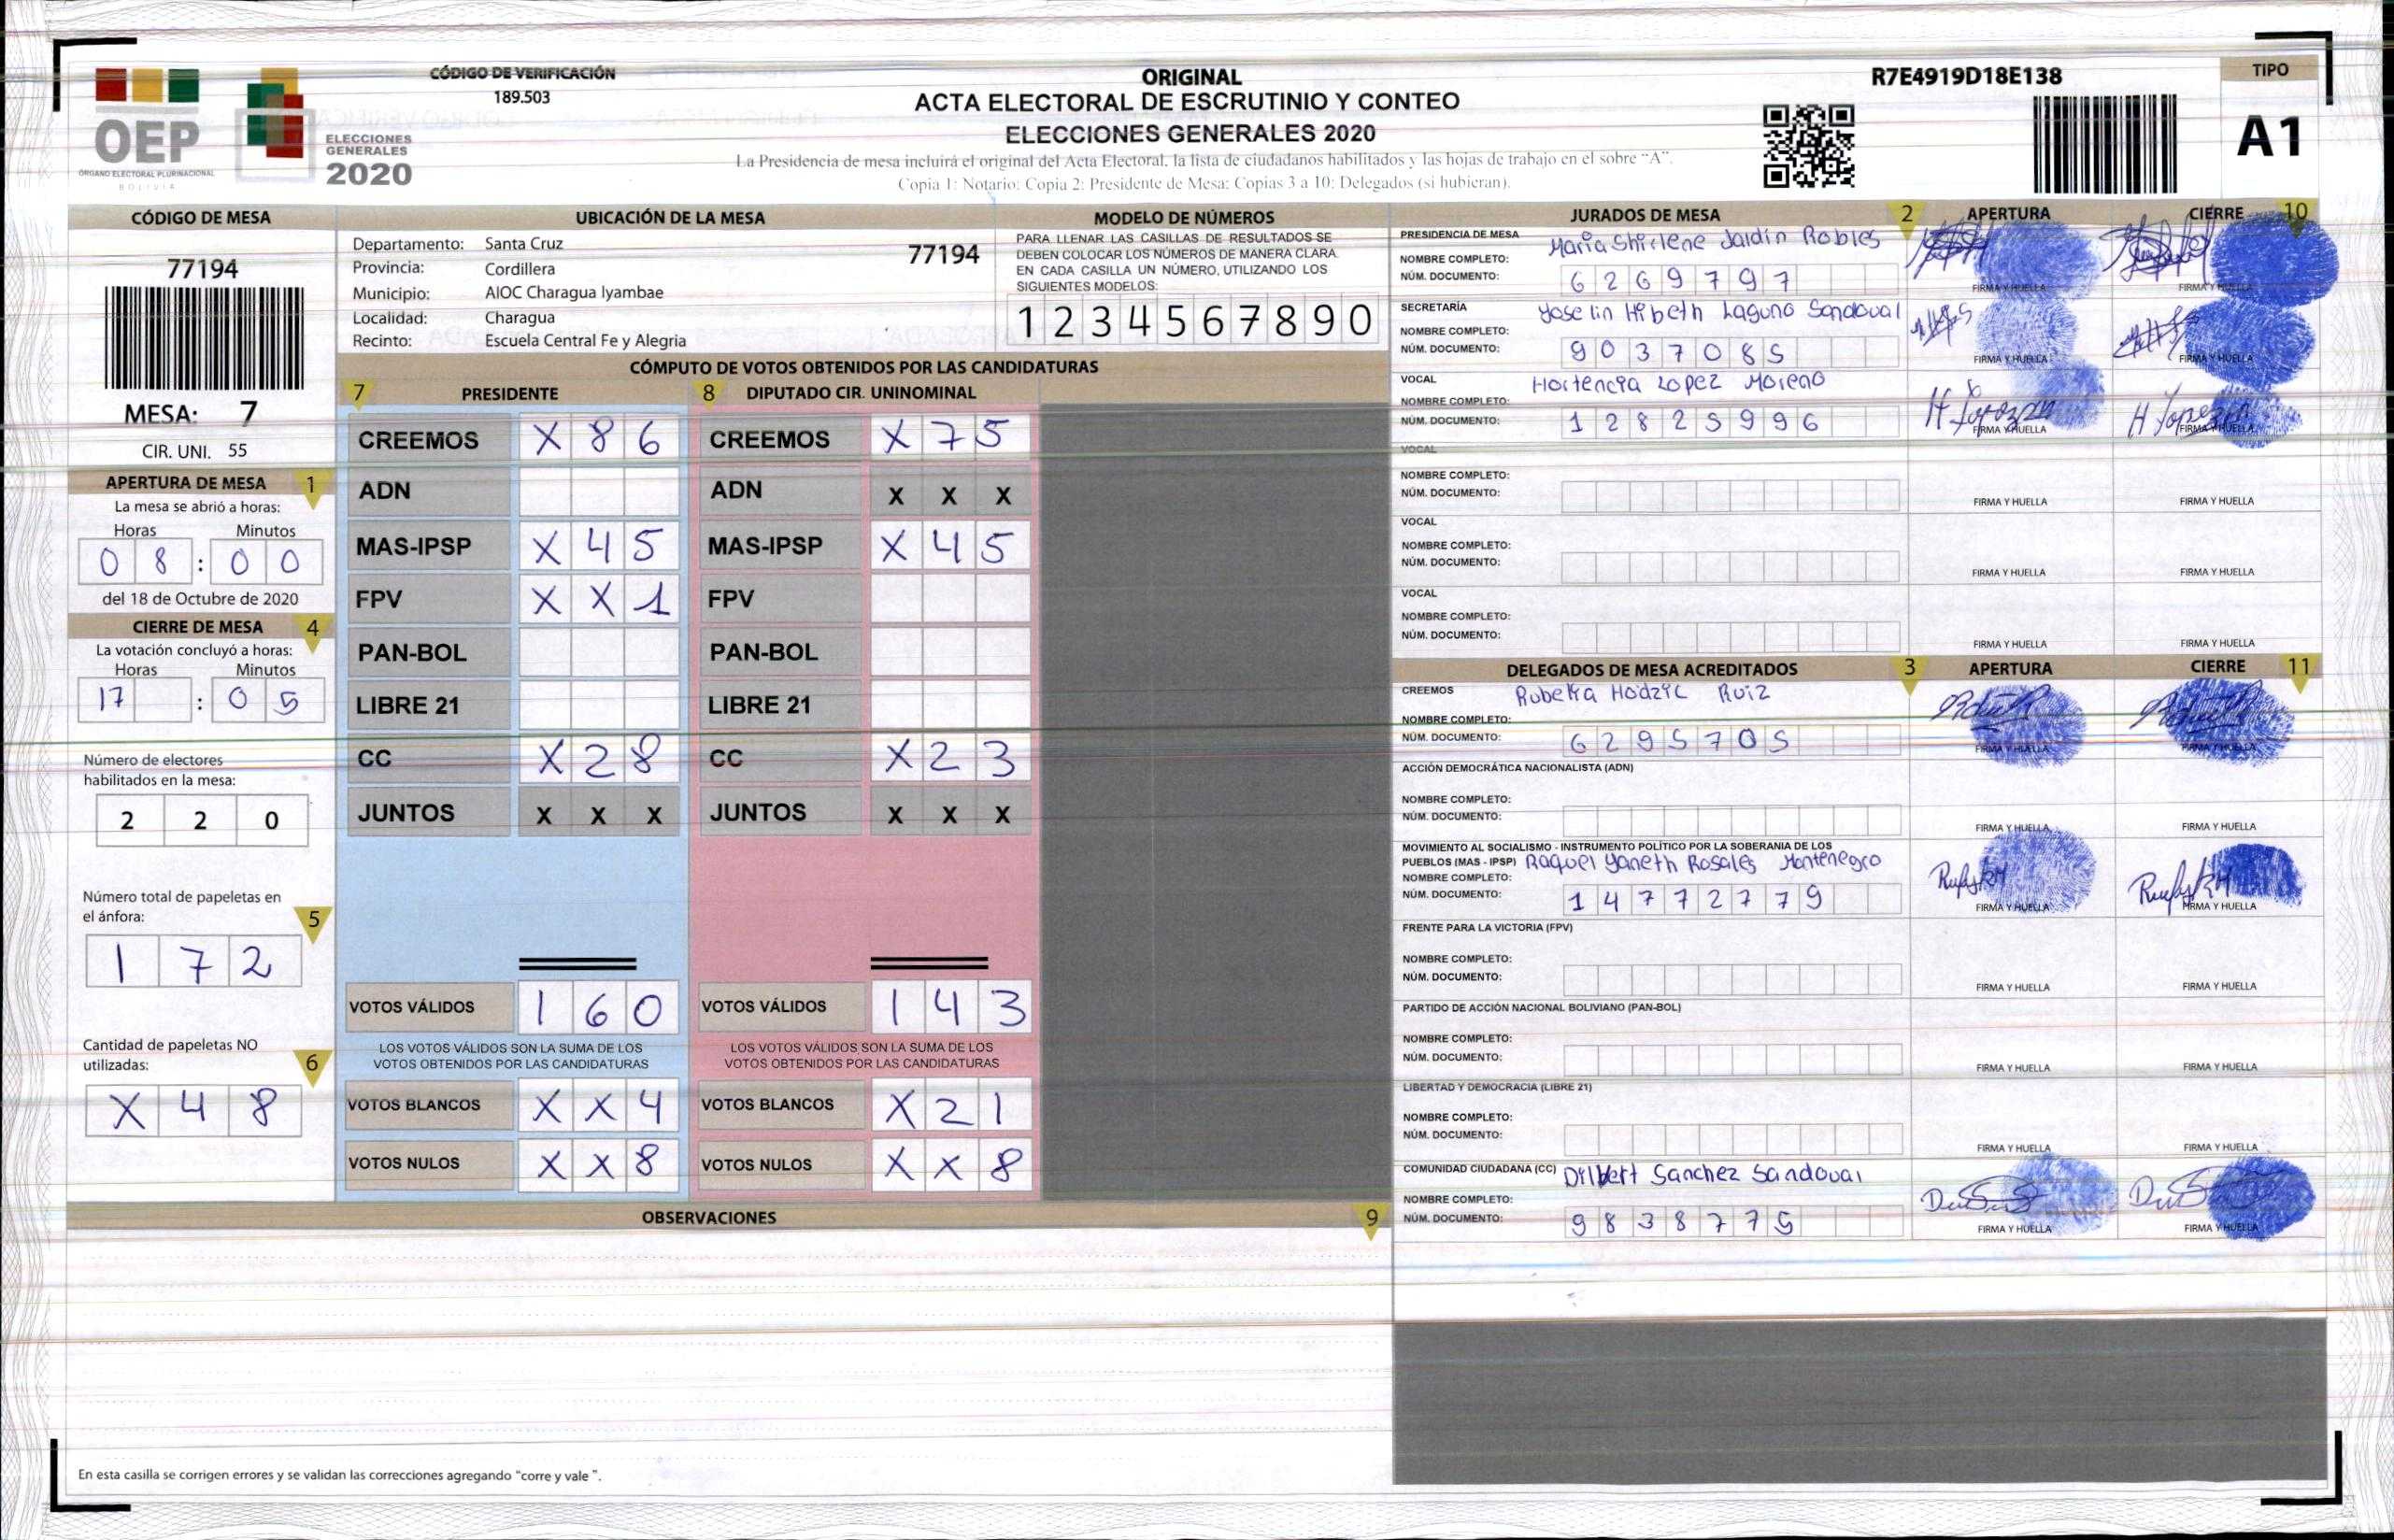 CÓDIGO DE VERIFICACIÓN
189.503
OEP
ÓRGANO ELECTORAL PLURINACIONAL
BOLIVIA
ELECCIONES
GENERALES
2020
ORIGINAL
ACTA ELECTORAL DE ESCRUTINIO Y CONTEO
ELECCIONES GENERALES 2020
La Presidencia de mesa incluirá el original del Acta Electoral, la lista de ciudadanos habilitados y las hojas de trabajo en el sobre "A".
Copia 1: Notario; Copia 2: Presidente de Mesa; Copias 3 a 10: Delegados (si hubieran).
R7E4919D18E138
TIPO
A1
CÓDIGO DE MESA
77194
MESA: 7
CIR. UNI. 55
UBICACIÓN DE LA MESA
Departamento: Santa Cruz
77194
Provincia: Cordillera
Municipio: AIOC Charagua Iyambae
Localidad: Charagua
Recinto: Escuela Central Fe y Alegria
MODELO DE NÚMEROS
PARA LLENAR LAS CASILLAS DE RESULTADOS SE
DEBEN COLOCAR LOS NÚMEROS DE MANERA CLARA.
EN CADA CASILLA UN NÚMERO, UTILIZANDO LOS
SIGUIENTES MODELOS:
1 2 3 4 5 6 7 8 9 0
APERTURA DE MESA 1
La mesa se abrió a horas:
Horas Minutos
0 8 : 0 0
del 18 de Octubre de 2020
CIERRE DE MESA 4
La votación concluyó a horas:
Horas Minutos
17 : 0 5
Número de electores
habilitados en la mesa:
2 2 0
Número total de papeletas en
el ánfora: 5
1 7 2
Cantidad de papeletas NO
utilizadas: 6
X 4 8
CÓMPUTO DE VOTOS OBTENIDOS POR LAS CANDIDATURAS
7 PRESIDENTE
CREEMOS X 8 6
ADN
MAS-IPSP X 4 5
FPV X X 1
PAN-BOL
LIBRE 21
CC X 2 8
JUNTOS X X X
VOTOS VÁLIDOS 1 6 0
LOS VOTOS VÁLIDOS SON LA SUMA DE LOS
VOTOS OBTENIDOS POR LAS CANDIDATURAS
VOTOS BLANCOS X X 4
VOTOS NULOS X X 8
8 DIPUTADO CIR. UNINOMINAL
CREEMOS X 7 5
ADN X X X
MAS-IPSP X 4 5
FPV
PAN-BOL
LIBRE 21
CC X 2 3
JUNTOS X X X
VOTOS VÁLIDOS 1 4 3
LOS VOTOS VÁLIDOS SON LA SUMA DE LOS
VOTOS OBTENIDOS POR LAS CANDIDATURAS
VOTOS BLANCOS X 2 1
VOTOS NULOS X X 8
OBSERVACIONES 9
En esta casilla se corrigen errores y se validan las correcciones agregando "corre y vale ".
JURADOS DE MESA 2 APERTURA CIERRE 10
PRESIDENCIA DE MESA
NOMBRE COMPLETO: Maria Shirlene Jaldin Robles
NÚM. DOCUMENTO: 6 2 6 9 7 9 7
FIRMA Y HUELLA FIRMA Y HUELLA
SECRETARÍA
NOMBRE COMPLETO: Yoselin Hibeth Laguno Sandoval
NÚM. DOCUMENTO: 9 0 3 7 0 8 5
FIRMA Y HUELLA FIRMA Y HUELLA
VOCAL
NOMBRE COMPLETO: Hortencia Lopez Moreno
NÚM. DOCUMENTO: 1 2 8 2 5 9 9 6
FIRMA Y HUELLA FIRMA Y HUELLA
VOCAL
NOMBRE COMPLETO:
NÚM. DOCUMENTO:
FIRMA Y HUELLA FIRMA Y HUELLA
VOCAL
NOMBRE COMPLETO:
NÚM. DOCUMENTO:
FIRMA Y HUELLA FIRMA Y HUELLA
VOCAL
NOMBRE COMPLETO:
NÚM. DOCUMENTO:
FIRMA Y HUELLA FIRMA Y HUELLA
DELEGADOS DE MESA ACREDITADOS 3 APERTURA CIERRE 11
CREEMOS
NOMBRE COMPLETO: Rubelia Hodzic Ruiz
NÚM. DOCUMENTO: 6 2 9 5 7 0 5
FIRMA Y HUELLA FIRMA Y HUELLA
ACCIÓN DEMOCRÁTICA NACIONALISTA (ADN)
NOMBRE COMPLETO:
NÚM. DOCUMENTO:
FIRMA Y HUELLA FIRMA Y HUELLA
MOVIMIENTO AL SOCIALISMO - INSTRUMENTO POLÍTICO POR LA SOBERANIA DE LOS
PUEBLOS (MAS - IPSP) Raquel Yaneth Rosales Montenegro
NOMBRE COMPLETO:
NÚM. DOCUMENTO: 1 4 7 7 2 7 7 9
FIRMA Y HUELLA FIRMA Y HUELLA
FRENTE PARA LA VICTORIA (FPV)
NOMBRE COMPLETO:
NÚM. DOCUMENTO:
FIRMA Y HUELLA FIRMA Y HUELLA
PARTIDO DE ACCIÓN NACIONAL BOLIVIANO (PAN-BOL)
NOMBRE COMPLETO:
NÚM. DOCUMENTO:
FIRMA Y HUELLA FIRMA Y HUELLA
LIBERTAD Y DEMOCRACIA (LIBRE 21)
NOMBRE COMPLETO:
NÚM. DOCUMENTO:
FIRMA Y HUELLA FIRMA Y HUELLA
COMUNIDAD CIUDADANA (CC) Dilbert Sanchez Sandoval
NOMBRE COMPLETO:
NÚM. DOCUMENTO: 9 8 3 8 7 7 5
FIRMA Y HUELLA FIRMA Y HUELLA